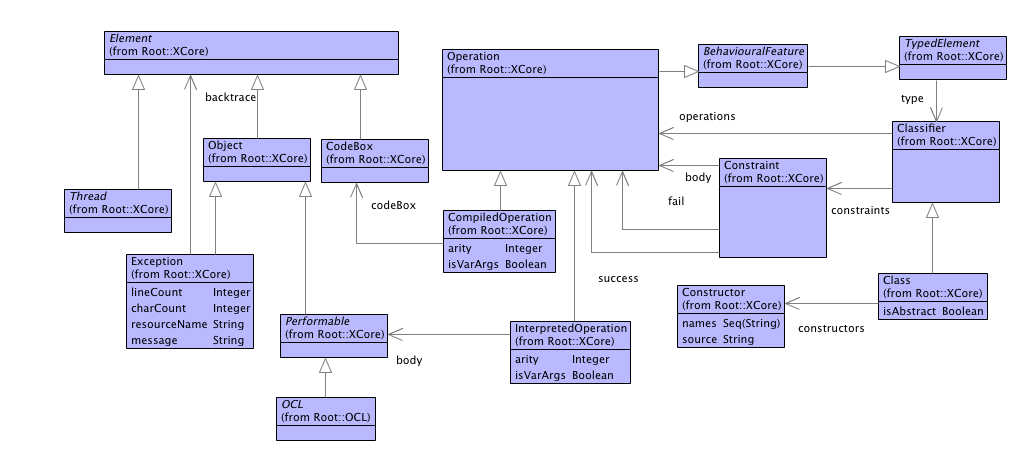 Element
(from Root::XCore)
Operation
(from Root::XCore)
BehaviouralFeature
(from Root::XCore)
TypedElement
(from Root::XCore)
backtrace
type
operations
Object
(from Root::XCore)
CodeBox
(from Root::XCore)
Classifier
(from Root::XCore)
Constraint
(from Root::XCore)
body
Thread
(from Root::XCore)
codeBox
fail
constraints
CompiledOperation
(from Root::XCore)
arity Integer
isVarArgs Boolean
Exception
(from Root::XCore)
lineCount Integer
charCount Integer
resourceName String
message String
success
Class
(from Root::XCore)
isAbstract Boolean
Constructor
(from Root::XCore)
names Seq(String)
source String
constructors
Performable
(from Root::XCore)
body
InterpretedOperation
(from Root::XCore)
arity Integer
isVarArgs Boolean
OCL
(from Root::OCL)